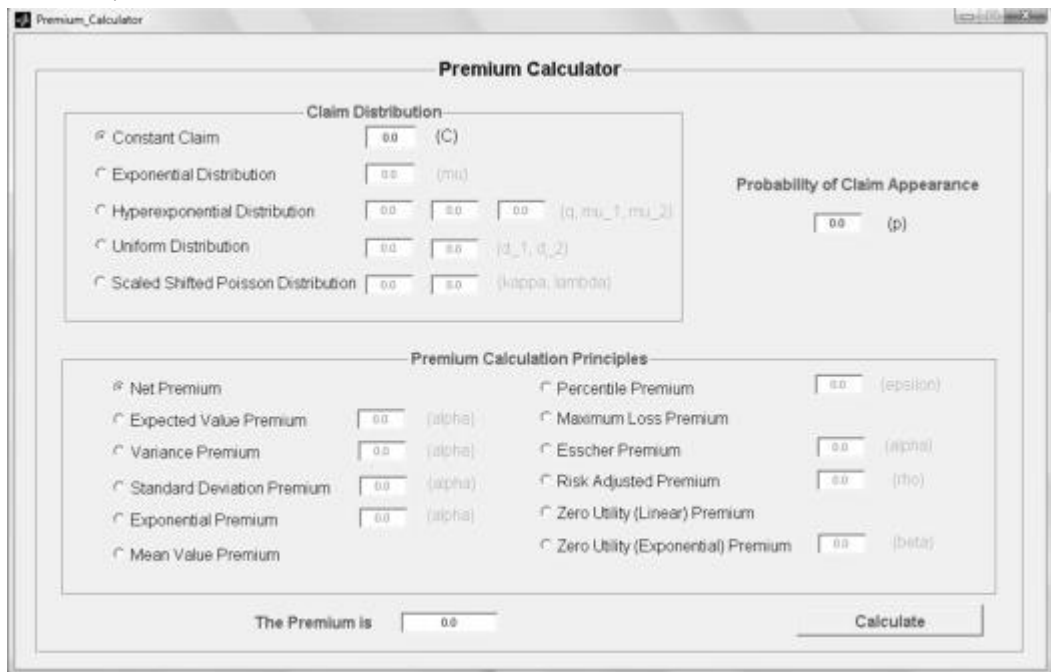 Premium_Calculator
Premium Calculator
Claim Distribution
Constant Claim 0.0 (C)
Exponential Distribution 0.0 (mu)
Hyperexponential Distribution 0.0 0.0 0.0 (q, mu_1, mu_2)
Uniform Distribution 0.0 0.0 (d_1, d_2)
Scaled Shifted Poisson Distribution 0.0 0.0 (kappa, lambda)
Probability of Claim Appearance
0.0 (p)
Premium Calculation Principles
Net Premium
Expected Value Premium 0.0 (alpha)
Variance Premium 0.0 (alpha)
Standard Deviation Premium 0.0 (alpha)
Exponential Premium 0.0 (alpha)
Mean Value Premium
Percentile Premium 0.0 (epsilon)
Maximum Loss Premium
Esscher Premium 0.0 (alpha)
Risk Adjusted Premium 0.0 (rho)
Zero Utility (Linear) Premium
Zero Utility (Exponential) Premium 0.0 (beta)
The Premium is 0.0
Calculate